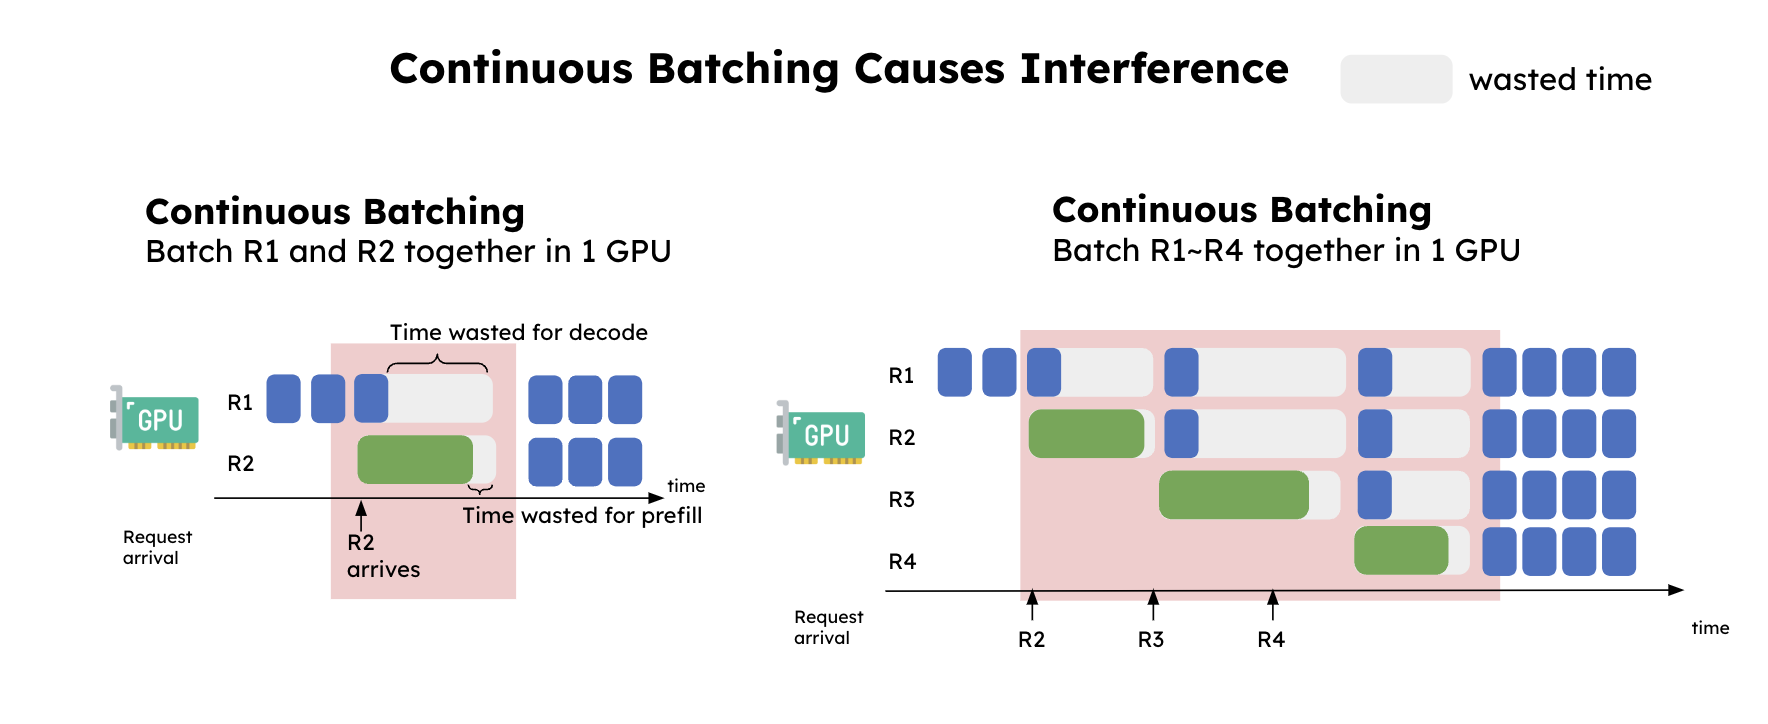 Continuous Batching Causes Interference
wasted time
Continuous Batching
Batch R1 and R2 together in 1 GPU
Time wasted for decode
GPU
R1
R2
time
Time wasted for prefill
Request
arrival
R2
arrives
Continuous Batching
Batch R1~R4 together in 1 GPU
GPU
R1
R2
R3
R4
Request
arrival
R2
R3
R4
time